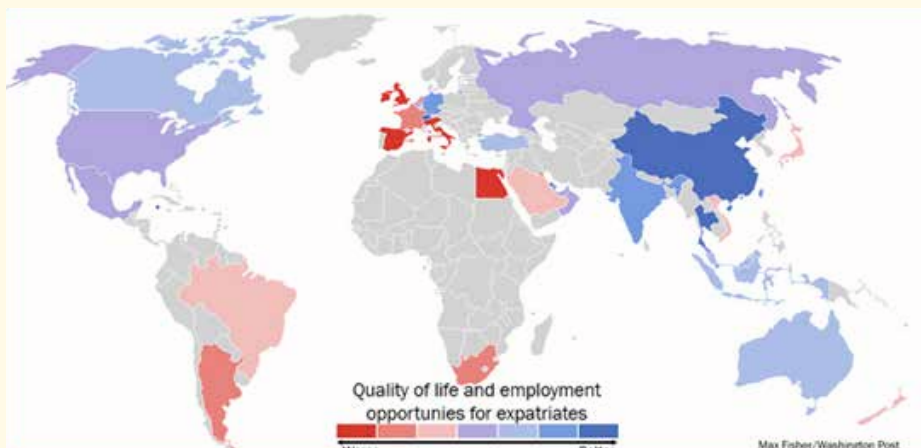 Quality of life and employment
opportunies for expatriates
Max Fisher/Washington Post